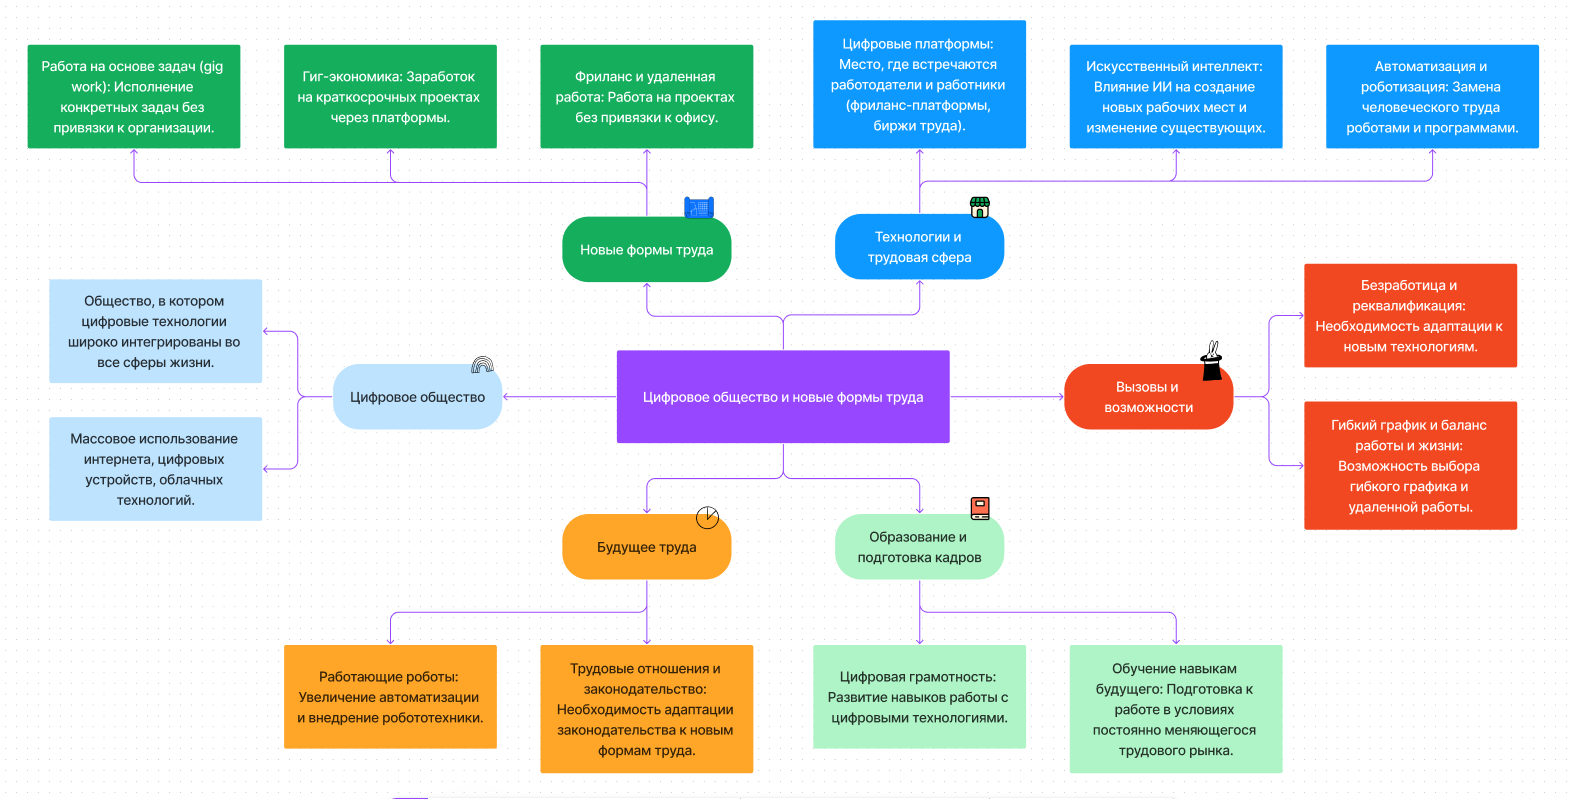 Работа на основе задач (gig
work): Исполнение
конкретных задач без
привязки к организации.
Гиг-экономика: Заработок
на краткосрочных проектах
через платформы.
Фриланс и удаленная
работа: Работа на проектах
без привязки к офису.
Цифровые платформы:
Место, где встречаются
работодатели и работники
(фриланс-платформы,
биржи труда).
Искусственный интеллект:
Влияние ИИ на создание
новых рабочих мест и
изменение существующих.
Автоматизация и
роботизация: Замена
человеческого труда
роботами и программами.
Новые формы труда
Технологии и
трудовая сфера
Общество, в котором
цифровые технологии
широко интегрированы во
все сферы жизни.
Массовое использование
интернета, цифровых
устройств, облачных
технологий.
Цифровое общество
Цифровое общество и новые формы труда
Вызовы и
возможности
Безработица и
реквалификация:
Необходимость адаптации к
новым технологиям.
Гибкий график и баланс
работы и жизни:
Возможность выбора
гибкого графика и
удаленной работы.
Будущее труда
Образование и
подготовка кадров
Работающие роботы:
Увеличение автоматизации
и внедрение робототехники.
Трудовые отношения и
законодательство:
Необходимость адаптации
законодательства к новым
формам труда.
Цифровая грамотность:
Развитие навыков работы с
цифровыми технологиями.
Обучение навыкам
будущего: Подготовка к
работе в условиях
постоянно меняющегося
трудового рынка.